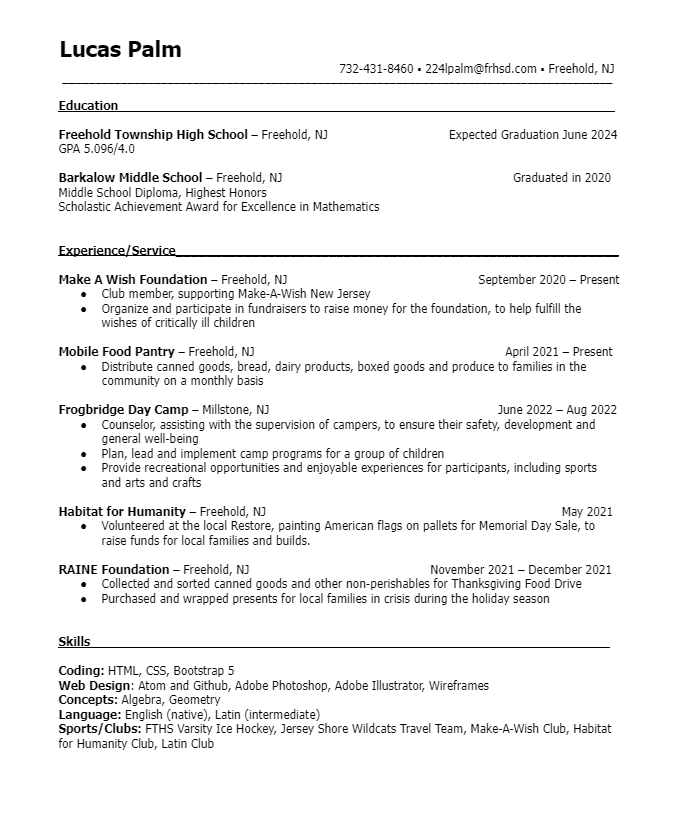 Lucas Palm
732-431-8460 ▪ 224lpalm@frhsd.com ▪ Freehold, NJ
Education
Freehold Township High School – Freehold, NJ Expected Graduation June 2024
GPA 5.096/4.0
Barkalow Middle School – Freehold, NJ Graduated in 2020
Middle School Diploma, Highest Honors
Scholastic Achievement Award for Excellence in Mathematics
Experience/Service
Make A Wish Foundation – Freehold, NJ September 2020 – Present
● Club member, supporting Make-A-Wish New Jersey
● Organize and participate in fundraisers to raise money for the foundation, to help fulfill the
wishes of critically ill children
Mobile Food Pantry – Freehold, NJ April 2021 – Present
● Distribute canned goods, bread, dairy products, boxed goods and produce to families in the
community on a monthly basis
Frogbridge Day Camp – Millstone, NJ June 2022 – Aug 2022
● Counselor, assisting with the supervision of campers, to ensure their safety, development and
general well-being
● Plan, lead and implement camp programs for a group of children
● Provide recreational opportunities and enjoyable experiences for participants, including sports
and arts and crafts
Habitat for Humanity – Freehold, NJ May 2021
● Volunteered at the local Restore, painting American flags on pallets for Memorial Day Sale, to
raise funds for local families and builds.
RAINE Foundation – Freehold, NJ November 2021 – December 2021
● Collected and sorted canned goods and other non-perishables for Thanksgiving Food Drive
● Purchased and wrapped presents for local families in crisis during the holiday season
Skills
Coding: HTML, CSS, Bootstrap 5
Web Design: Atom and Github, Adobe Photoshop, Adobe Illustrator, Wireframes
Concepts: Algebra, Geometry
Language: English (native), Latin (intermediate)
Sports/Clubs: FTHS Varsity Ice Hockey, Jersey Shore Wildcats Travel Team, Make-A-Wish Club, Habitat
for Humanity Club, Latin Club